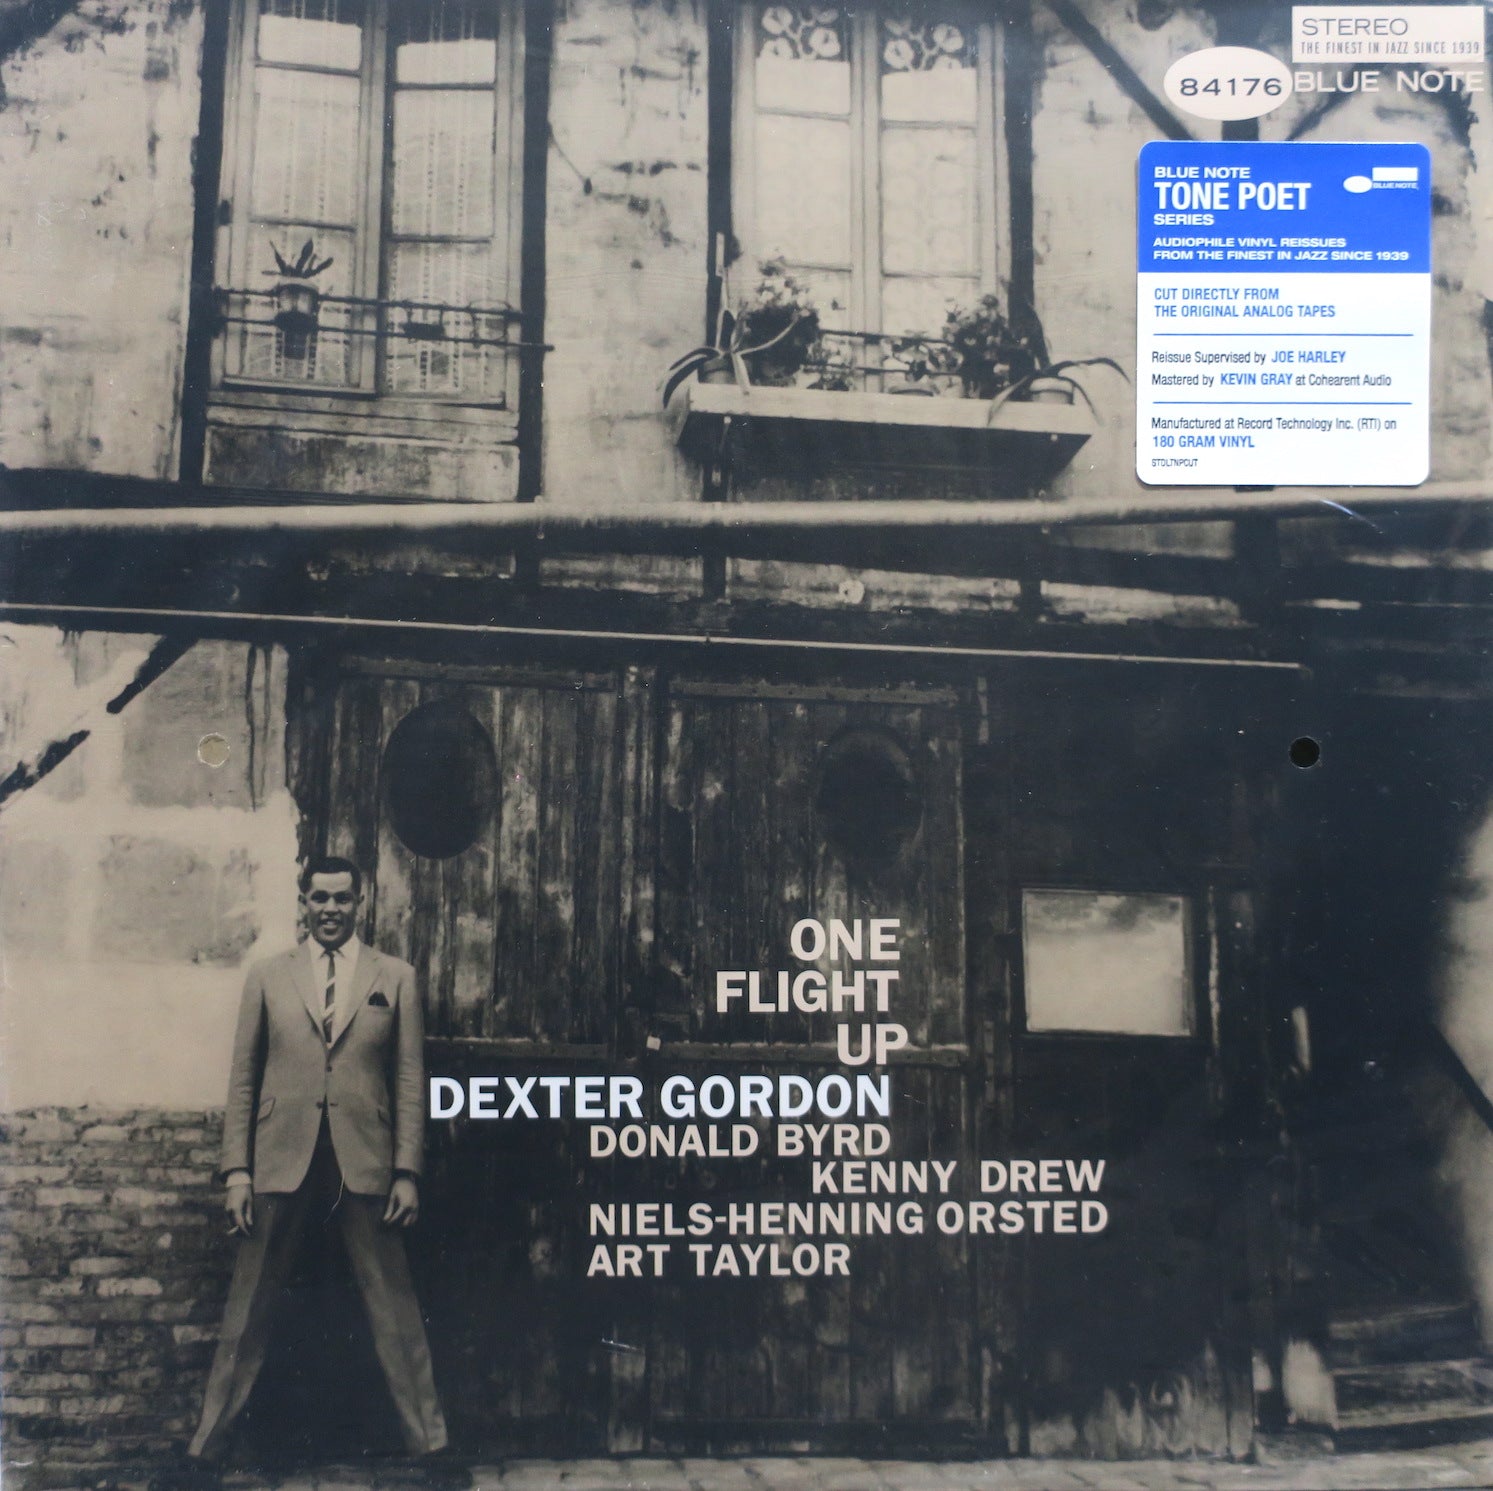 STEREO
THE FINEST IN JAZZ SINCE 1939
84176 BLUE NOTE
BLUE NOTE
TONE POET
SERIES
BLUE NOTE
AUDIOPHILE VINYL REISSUES
FROM THE FINEST IN JAZZ SINCE 1939
CUT DIRECTLY FROM
THE ORIGINAL ANALOG TAPES
Reissue Supervised by JOE HARLEY
Mastered by KEVIN GRAY at Cohearent Audio
Manufactured at Record Technology Inc. (RTI) on
180 GRAM VINYL
STDLTNPCUT
ONE
FLIGHT
UP
DEXTER GORDON
DONALD BYRD
KENNY DREW
NIELS-HENNING ORSTED
ART TAYLOR